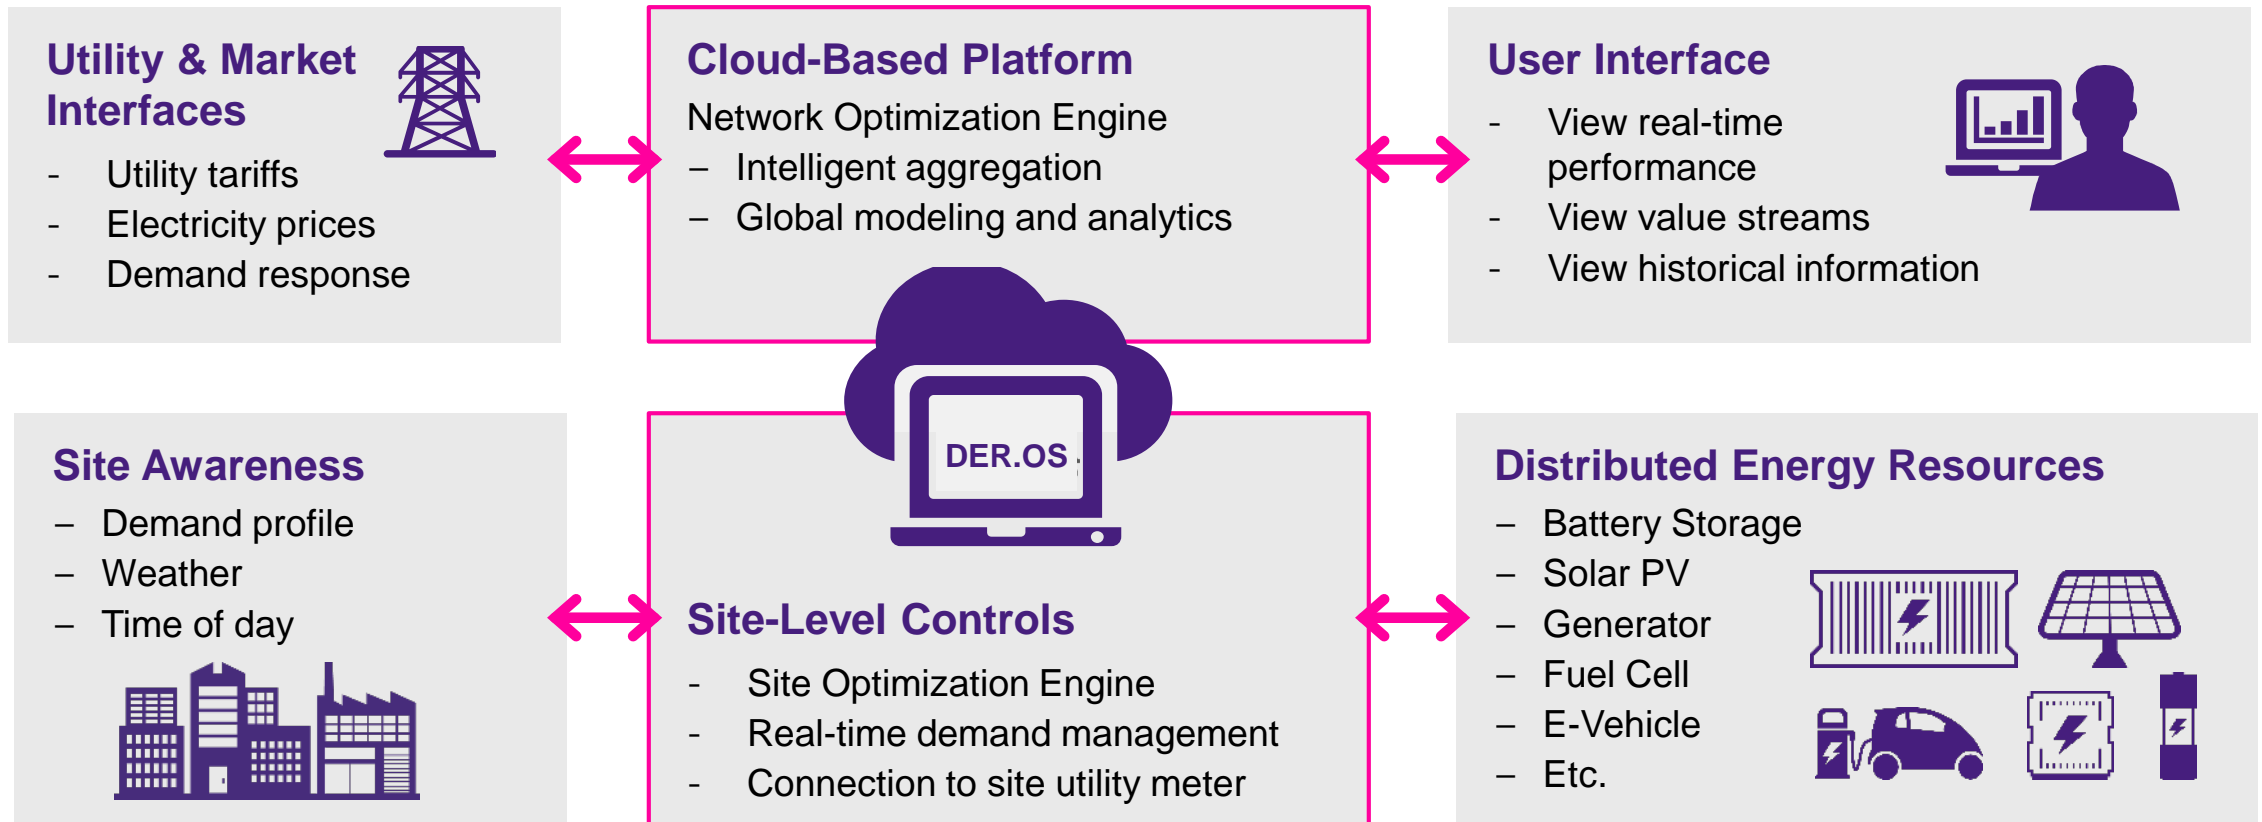 Utility & Market
Interfaces
- Utility tariffs
- Electricity prices
- Demand response
Cloud-Based Platform
Network Optimization Engine
– Intelligent aggregation
– Global modeling and analytics
User Interface
- View real-time
performance
- View value streams
- View historical information
DER.OS
Site Awareness
– Demand profile
– Weather
– Time of day
Site-Level Controls
- Site Optimization Engine
- Real-time demand management
- Connection to site utility meter
Distributed Energy Resources
– Battery Storage
– Solar PV
– Generator
– Fuel Cell
– E-Vehicle
– Etc.